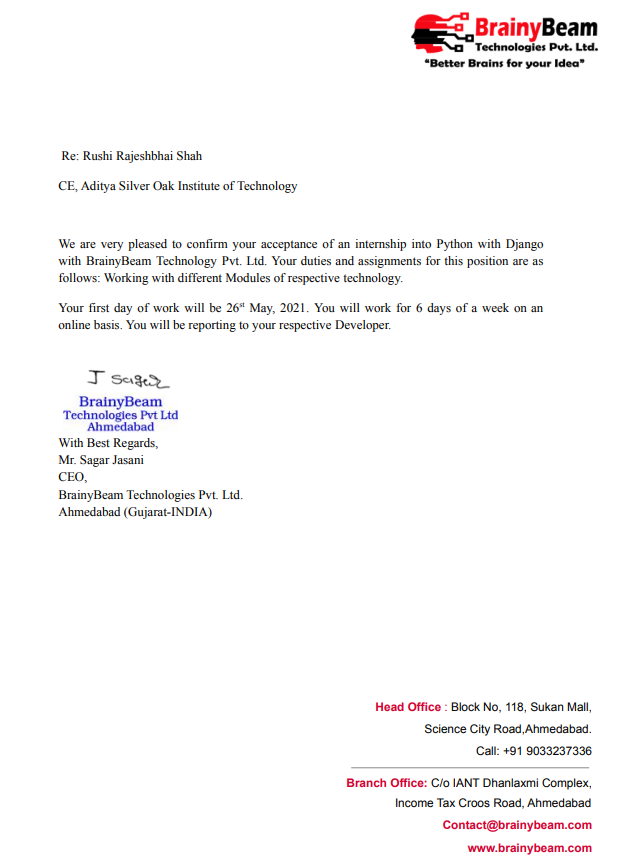 BrainyBeam
Technologies Pvt. Ltd.
“Better Brains for your Idea”
Re: Rushi Rajeshbhai Shah
CE, Aditya Silver Oak Institute of Technology
We are very pleased to confirm your acceptance of an internship into Python with Django
with BrainyBeam Technology Pvt. Ltd. Your duties and assignments for this position are as
follows: Working with different Modules of respective technology.
Your first day of work will be 26st May, 2021. You will work for 6 days of a week on an
online basis. You will be reporting to your respective Developer.
J Sagar
BrainyBeam
Technologies Pvt Ltd
Ahmedabad
With Best Regards,
Mr. Sagar Jasani
CEO,
BrainyBeam Technologies Pvt. Ltd.
Ahmedabad (Gujarat-INDIA)
Head Office : Block No, 118, Sukan Mall,
Science City Road,Ahmedabad.
Call: +91 9033237336
Branch Office: C/o IANT Dhanlaxmi Complex,
Income Tax Croos Road, Ahmedabad
Contact@brainybeam.com
www.brainybeam.com